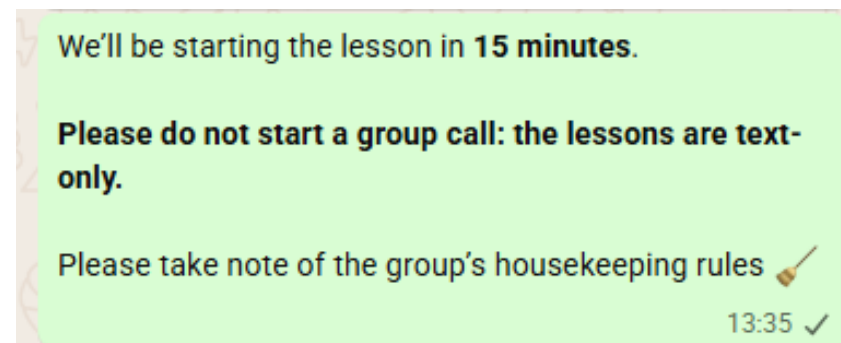 We’ll be starting the lesson in 15 minutes.
Please do not start a group call: the lessons are text-
only.
Please take note of the group’s housekeeping rules 🧹
13:35